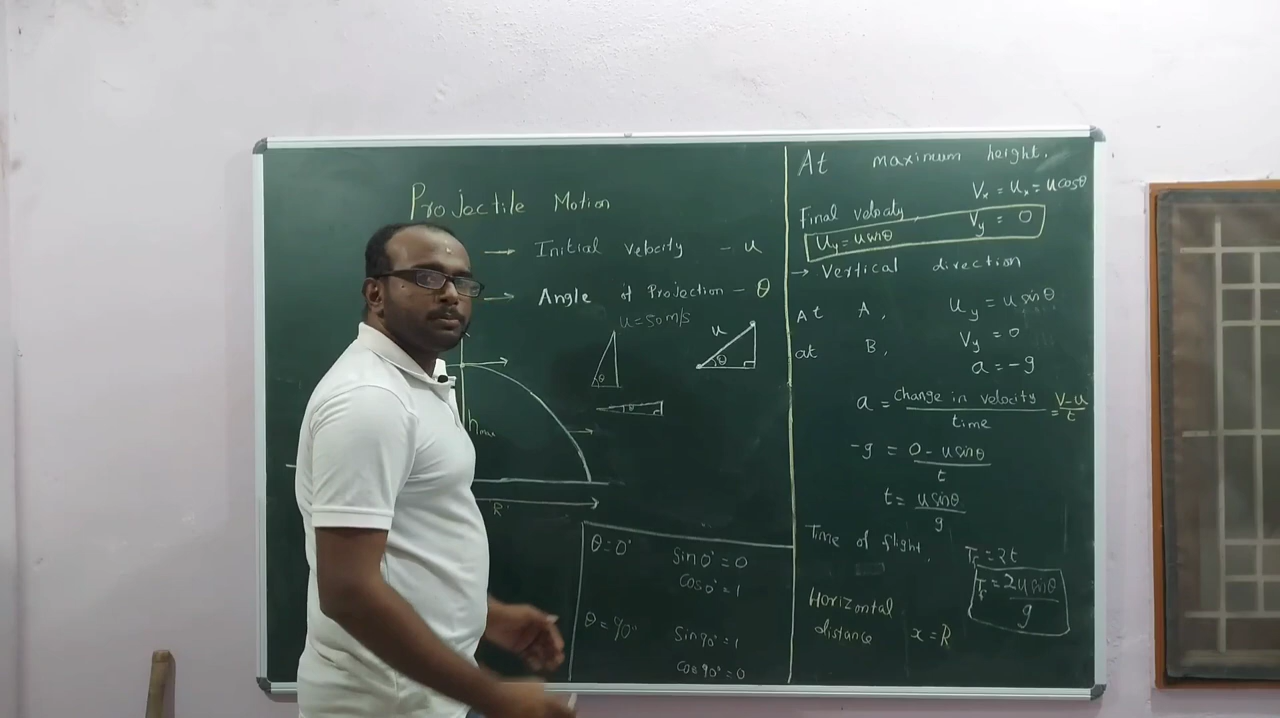 Projectile Motion
→ Initial velocity - u
→ Angle of Projection - θ
u = 50 m/s
u
θ
θ
θ
hmax
R
θ = 0° sin 0° = 0
cos 0° = 1
θ = 90° sin 90° = 1
cos 90° = 0
At maximum height.
Vx = Ux = u cosθ
Final velocity, Vy = 0
Uy = u sinθ
→ Vertical direction
At A, Uy = u sinθ
Vy = 0
at B,
a = -g
a = Change in velocity / time = V-u / t
-g = 0 - u sinθ / t
t = u sinθ / g
Time of flight.
Tf = 2t
Tf = 2u sinθ / g
Horizontal
distance x = R